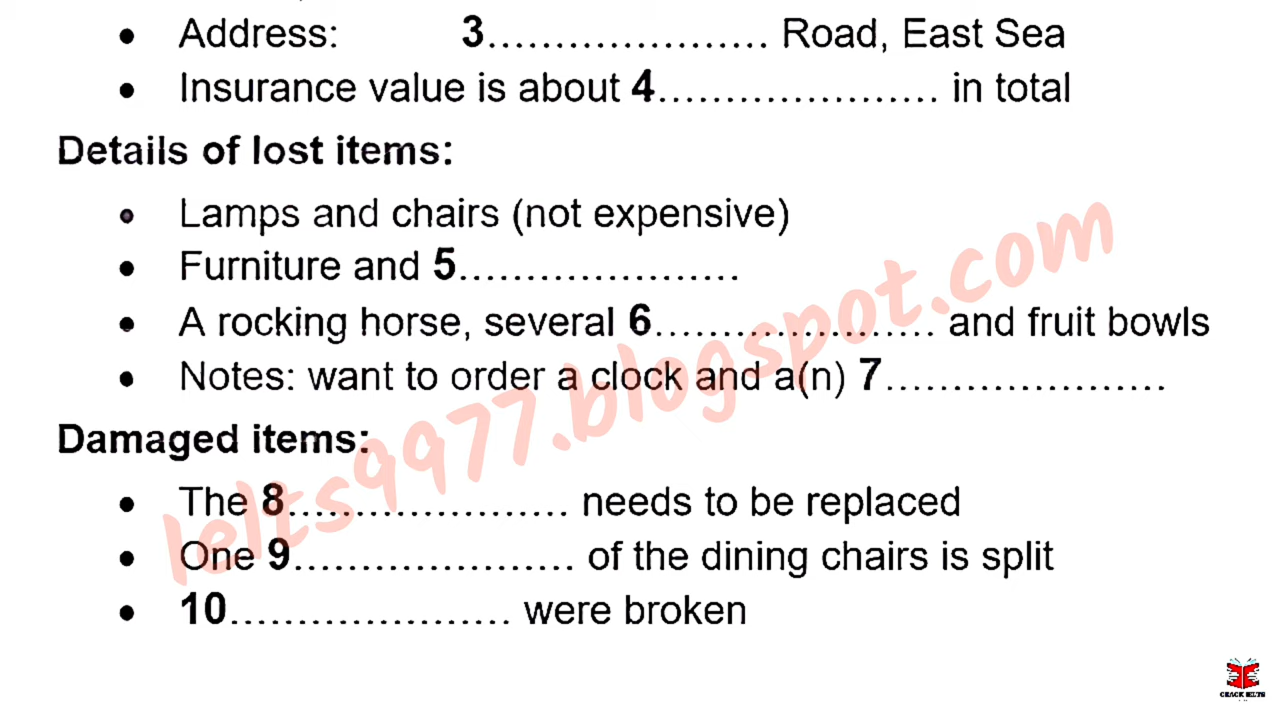 • Address: 3..................... Road, East Sea
• Insurance value is about 4..................... in total
Details of lost items:
• Lamps and chairs (not expensive)
• Furniture and 5.....................
• A rocking horse, several 6..................... and fruit bowls
• Notes: want to order a clock and a(n) 7.....................
Damaged items:
• The 8..................... needs to be replaced
• One 9..................... of the dining chairs is split
• 10..................... were broken
Ielts9977.blogspot.com
CRACK IELTS